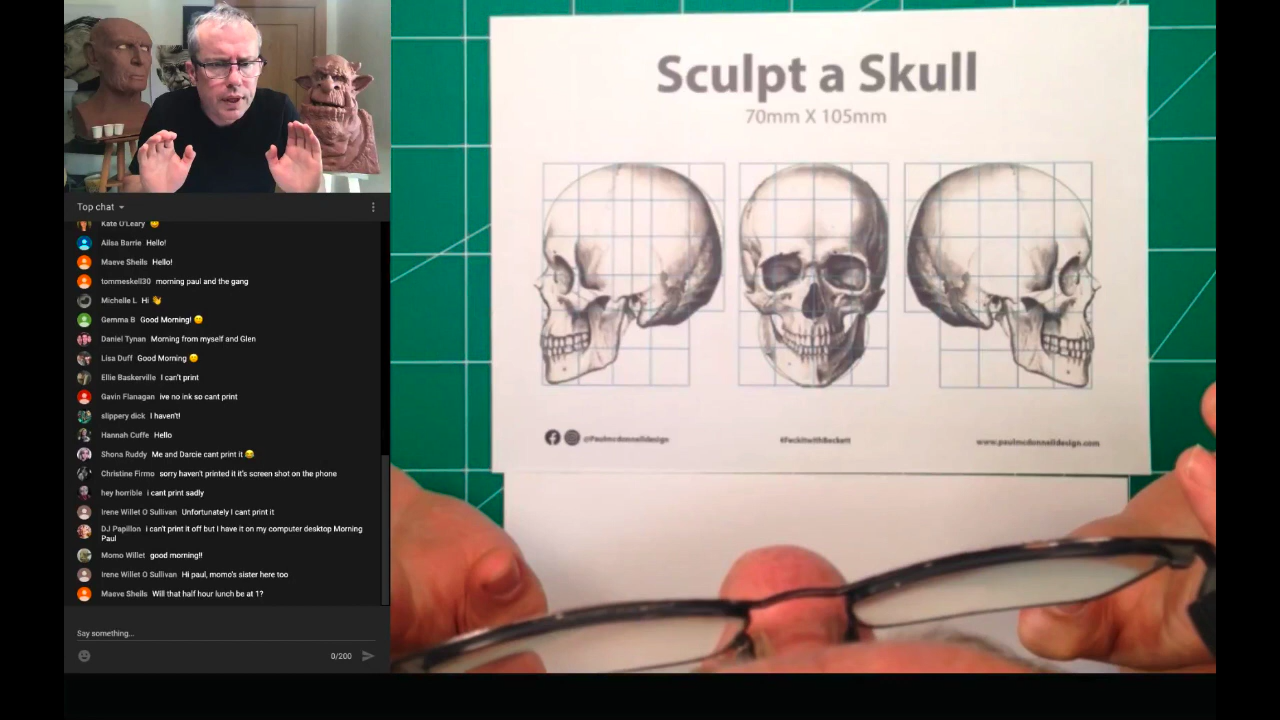 Sculpt a Skull
70mm X 105mm
@Paulmcdonnelldesign
#FeckItwithBeckett
www.paulmcdonnelldesign.com
Top chat
Kate O'Leary
Ailsa Barrie Hello!
Maeve Sheils Hello!
tommeskell30 morning paul and the gang
Michelle L Hi 👋
Gemma B Good Morning! 😊
Daniel Tynan Morning from myself and Glen
Lisa Duff Good Morning 😊
Ellie Baskerville I can't print
Gavin Flanagan ive no ink so cant print
slippery dick I haven't!
Hannah Cuffe Hello
Shona Ruddy Me and Darcie cant print it 😂
Christine Firmo sorry haven't printed it it's screen shot on the phone
hey horrible i cant print sadly
Irene Willet O Sullivan Unfortunately I cant print it
DJ Papillon i can't print it off but I have it on my computer desktop Morning
Paul
Momo Willet good morning!!
Irene Willet O Sullivan Hi paul, momo's sister here too
Maeve Sheils Will that half hour lunch be at 1?
Say something...
0/200